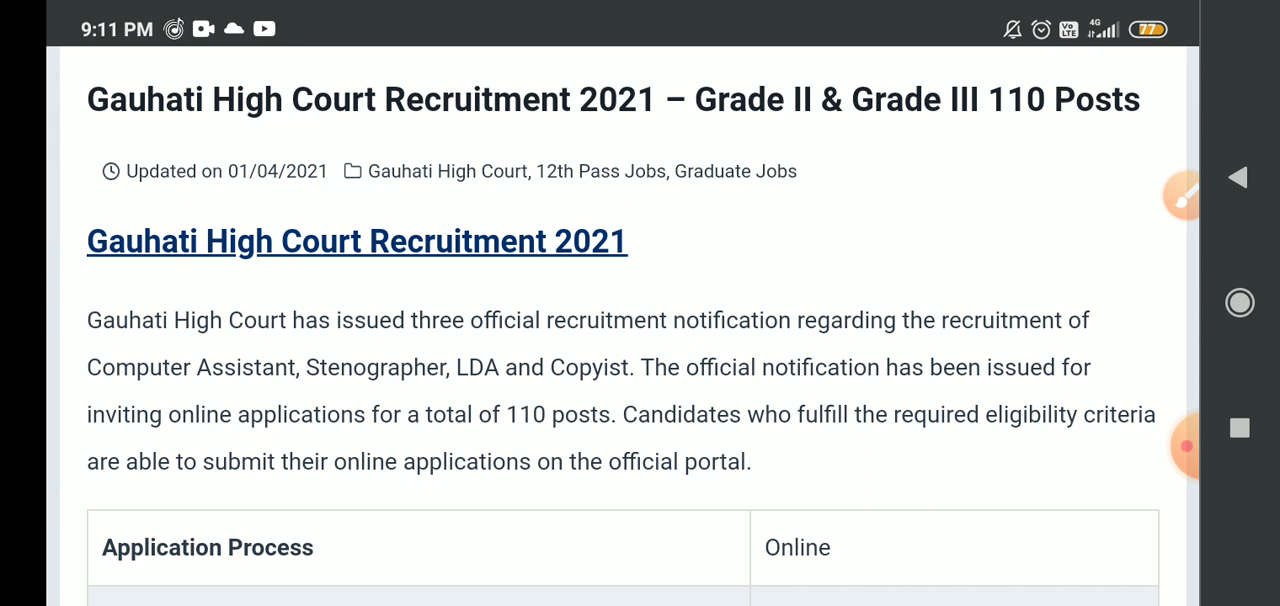 9:11 PM
Vo LTE 4G 77
Gauhati High Court Recruitment 2021 – Grade II & Grade III 110 Posts
Updated on 01/04/2021 Gauhati High Court, 12th Pass Jobs, Graduate Jobs
Gauhati High Court Recruitment 2021
Gauhati High Court has issued three official recruitment notification regarding the recruitment of
Computer Assistant, Stenographer, LDA and Copyist. The official notification has been issued for
inviting online applications for a total of 110 posts. Candidates who fulfill the required eligibility criteria
are able to submit their online applications on the official portal.
Application Process Online